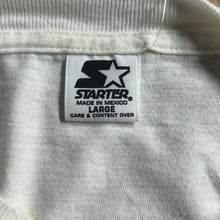 STARTER®
MADE IN MEXICO
LARGE
CARE & CONTENT OVER